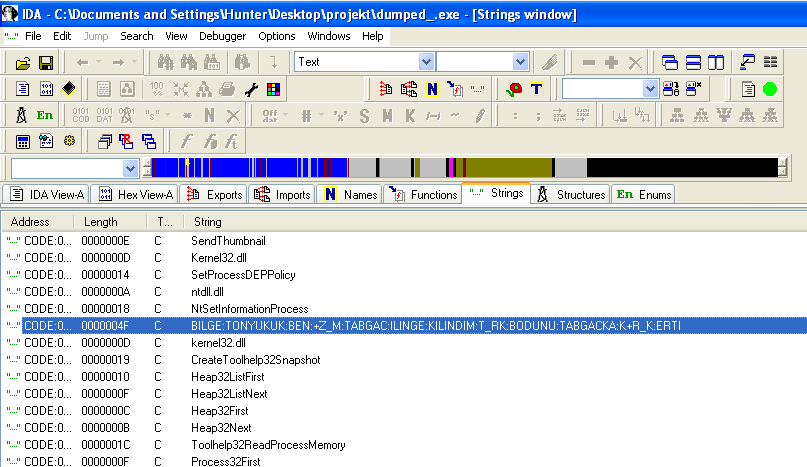 IDA - C:\Documents and Settings\Hunter\Desktop\projekt\dumped_.exe - [Strings window]
File Edit Jump Search View Debugger Options Windows Help
Text
IDA View-A Hex View-A Exports Imports Names Functions Strings Structures Enums
Address Length T... String
CODE:0... 0000000E C SendThumbnail
CODE:0... 0000000D C Kernel32.dll
CODE:0... 00000014 C SetProcessDEPPolicy
CODE:0... 0000000A C ntdll.dll
CODE:0... 00000018 C NtSetInformationProcess
CODE:0... 0000004F C BILGE:TONYUKUK:BEN:+Z_M:TABGAC:ILINGE:KILINDIM:T_RK:BODUNU:TABGACKA:K+R_K:ERTI
CODE:0... 0000000D C kernel32.dll
CODE:0... 00000019 C CreateToolhelp32Snapshot
CODE:0... 00000010 C Heap32ListFirst
CODE:0... 0000000F C Heap32ListNext
CODE:0... 0000000C C Heap32First
CODE:0... 0000000B C Heap32Next
CODE:0... 0000001C C Toolhelp32ReadProcessMemory
CODE:0... 0000000F C Process32First